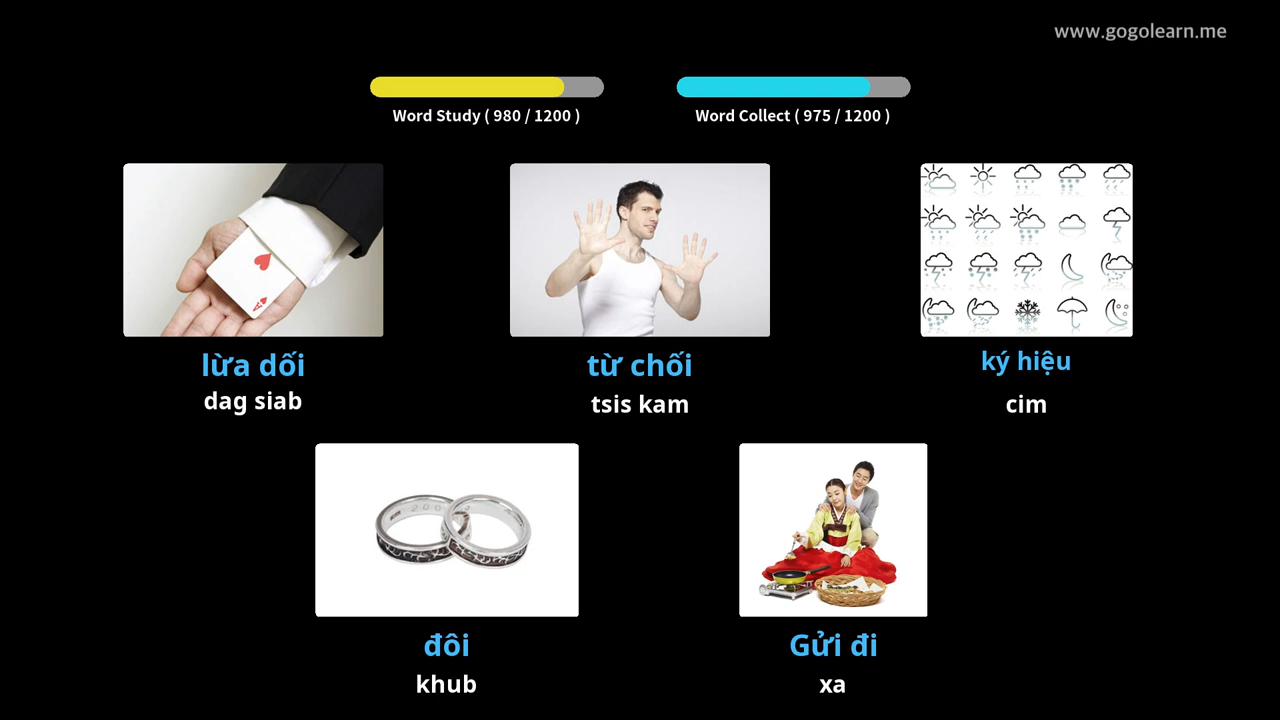 www.gogolearn.me
Word Study ( 980 / 1200 )
Word Collect ( 975 / 1200 )
lừa dối
từ chối
ký hiệu
dag siab
tsis kam
cim
đôi
Gửi đi
khub
xa